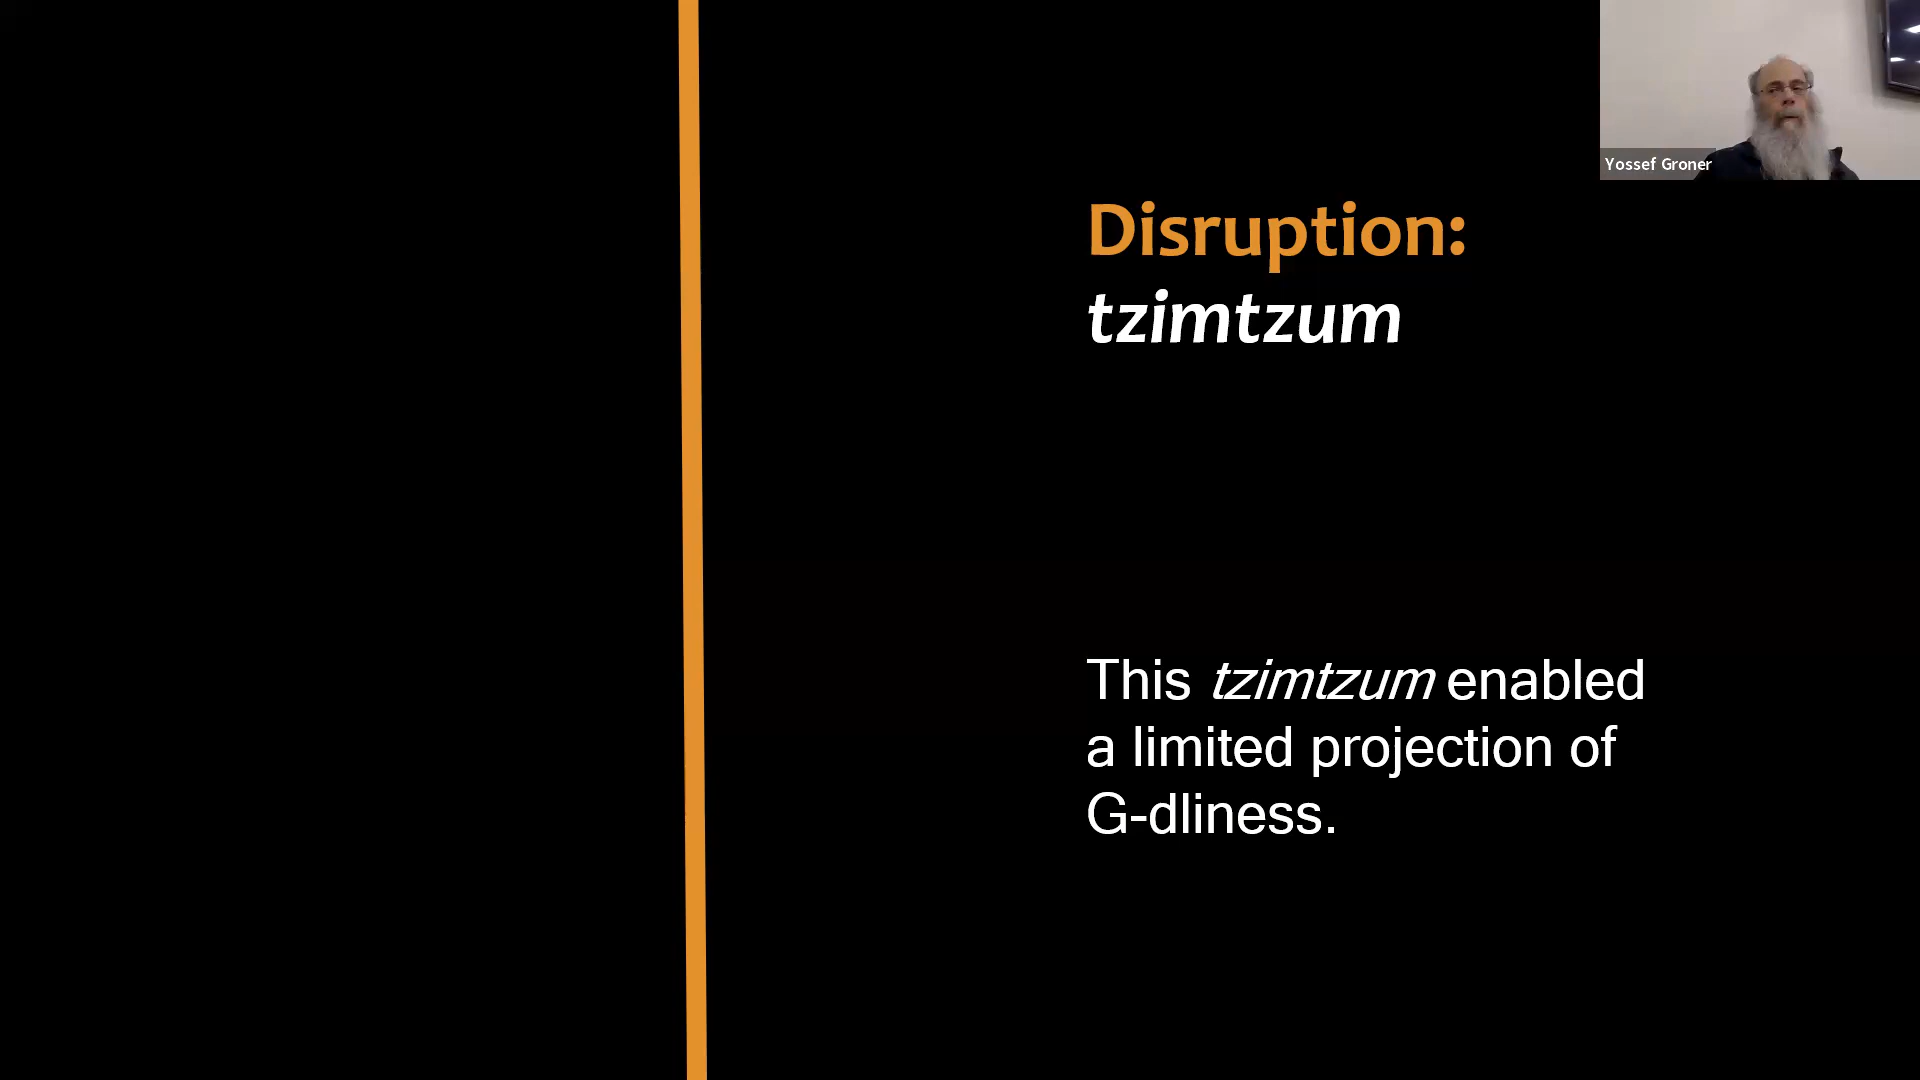 Yossef Groner
Disruption:
tzimtzum
This tzimtzum enabled
a limited projection of
G-dliness.